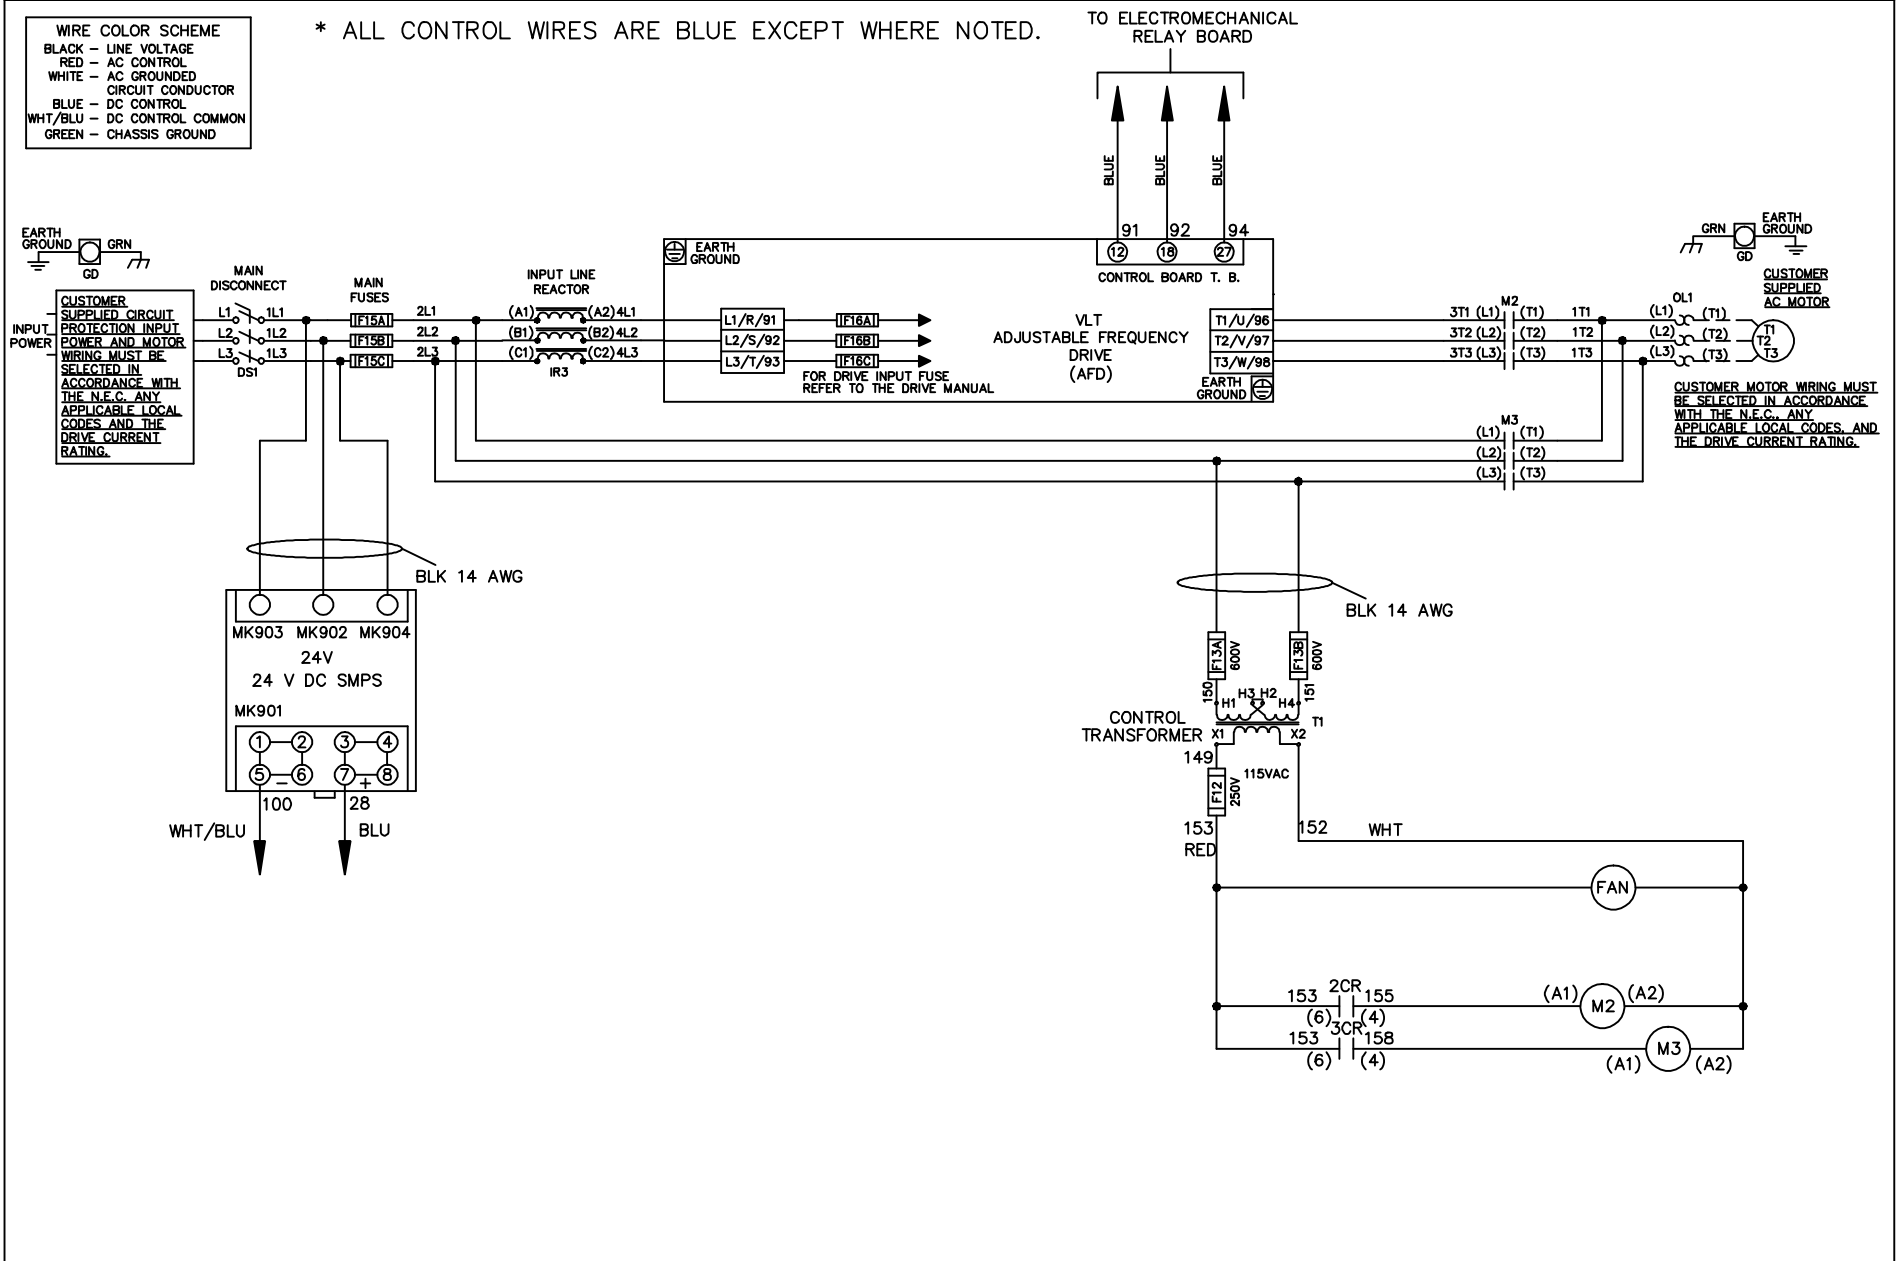 WIRE COLOR SCHEME
BLACK – LINE VOLTAGE
RED – AC CONTROL
WHITE – AC GROUNDED
CIRCUIT CONDUCTOR
BLUE – DC CONTROL
WHT/BLU – DC CONTROL COMMON
GREEN – CHASSIS GROUND
* ALL CONTROL WIRES ARE BLUE EXCEPT WHERE NOTED.
TO ELECTROMECHANICAL
RELAY BOARD
BLUE
BLUE
BLUE
91 92 94
12 18 27
CONTROL BOARD T. B.
EARTH
GROUND
GRN
GD
INPUT
POWER
CUSTOMER
SUPPLIED CIRCUIT
PROTECTION INPUT
POWER AND MOTOR
WIRING MUST BE
SELECTED IN
ACCORDANCE WITH
THE N.E.C. ANY
APPLICABLE LOCAL
CODES AND THE
DRIVE CURRENT
RATING.
MAIN
DISCONNECT
L1 1L1
L2 1L2
L3 1L3
DS1
MAIN
FUSES
F15A
F15B
F15C
2L1
2L2
2L3
INPUT LINE
REACTOR
(A1) (A2) 4L1
(B1) (B2) 4L2
(C1) (C2) 4L3
IR3
EARTH
GROUND
L1/R/91
L2/S/92
L3/T/93
F16A
F16B
F16C
FOR DRIVE INPUT FUSE
REFER TO THE DRIVE MANUAL
VLT
ADJUSTABLE FREQUENCY
DRIVE
(AFD)
T1/U/96
T2/V/97
T3/W/98
EARTH
GROUND
M2
3T1 (L1) (T1) 1T1
3T2 (L2) (T2) 1T2
3T3 (L3) (T3) 1T3
OL1
(L1) (T1)
(L2) (T2)
(L3) (T3)
T1
T2
T3
GRN
GD
EARTH
GROUND
CUSTOMER
SUPPLIED
AC MOTOR
CUSTOMER MOTOR WIRING MUST
BE SELECTED IN ACCORDANCE
WITH THE N.E.C., ANY
APPLICABLE LOCAL CODES, AND
THE DRIVE CURRENT RATING.
M3
(L1) (T1)
(L2) (T2)
(L3) (T3)
BLK 14 AWG
MK903 MK902 MK904
24V
24 V DC SMPS
MK901
1 2 3 4
5 6 7 8
– +
100 28
WHT/BLU BLU
BLK 14 AWG
F13A
600V
F13B
600V
150
151
H1 H3 H2 H4
T1
CONTROL
TRANSFORMER
X1 X2
149
115VAC
F12
250V
153
RED
152 WHT
FAN
153 2CR 155
(6) (4)
(A1) M2 (A2)
153 3CR 158
(6) (4)
(A1) M3 (A2)